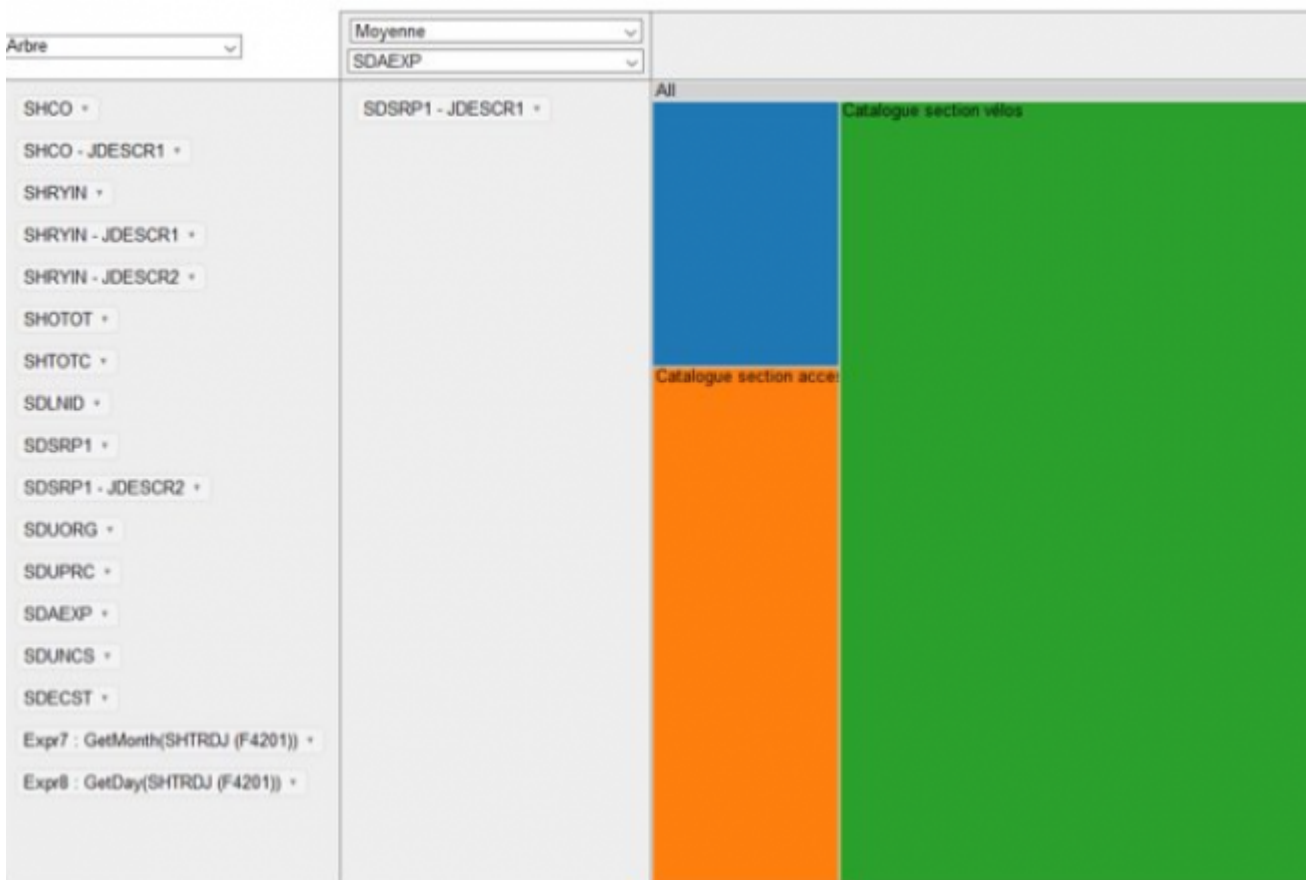 Arbre
Moyenne
SDAEXP
SHCO
SHCO - JDESCR1
SHRYIN
SHRYIN - JDESCR1
SHRYIN - JDESCR2
SHOTOT
SHTOTC
SDLNID
SDSRP1
SDSRP1 - JDESCR2
SDUORG
SDUPRC
SDAEXP
SDUNCS
SDECST
Expr7 : GetMonth(SHTRDJ (F4201))
Expr8 : GetDay(SHTRDJ (F4201))
SDSRP1 - JDESCR1
All
Catalogue section vélos
Catalogue section acces